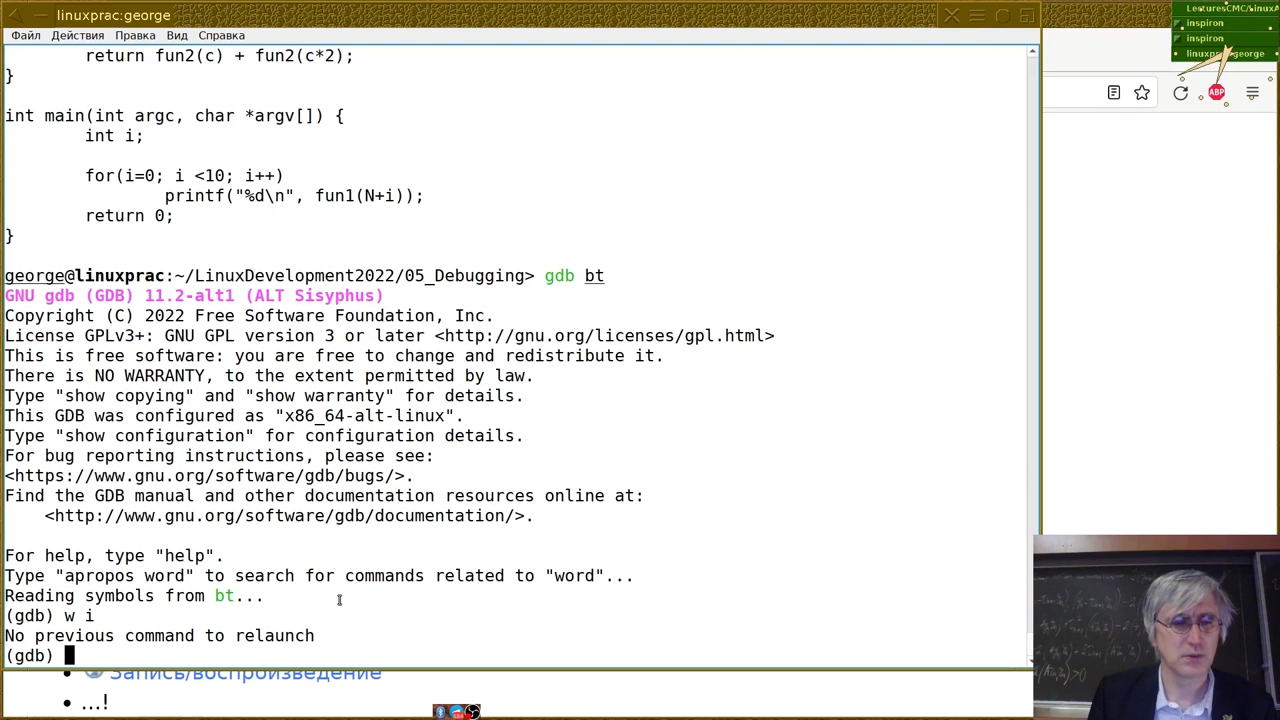 linuxprac:george
Файл Действия Правка Вид Справка
return fun2(c) + fun2(c*2);
}
int main(int argc, char *argv[]) {
int i;
for(i=0; i <10; i++)
printf("%d\n", fun1(N+i));
return 0;
}
george@linuxprac:~/LinuxDevelopment2022/05_Debugging> gdb bt
GNU gdb (GDB) 11.2-alt1 (ALT Sisyphus)
Copyright (C) 2022 Free Software Foundation, Inc.
License GPLv3+: GNU GPL version 3 or later <http://gnu.org/licenses/gpl.html>
This is free software: you are free to change and redistribute it.
There is NO WARRANTY, to the extent permitted by law.
Type "show copying" and "show warranty" for details.
This GDB was configured as "x86_64-alt-linux".
Type "show configuration" for configuration details.
For bug reporting instructions, please see:
<https://www.gnu.org/software/gdb/bugs/>.
Find the GDB manual and other documentation resources online at:
<http://www.gnu.org/software/gdb/documentation/>.
For help, type "help".
Type "apropos word" to search for commands related to "word"...
Reading symbols from bt...
(gdb) w i
No previous command to relaunch
(gdb)
Запись/воспроизведение
...!
LecturesCMC/LinuxA
inspiron
inspiron
linuxprac:george
ABP